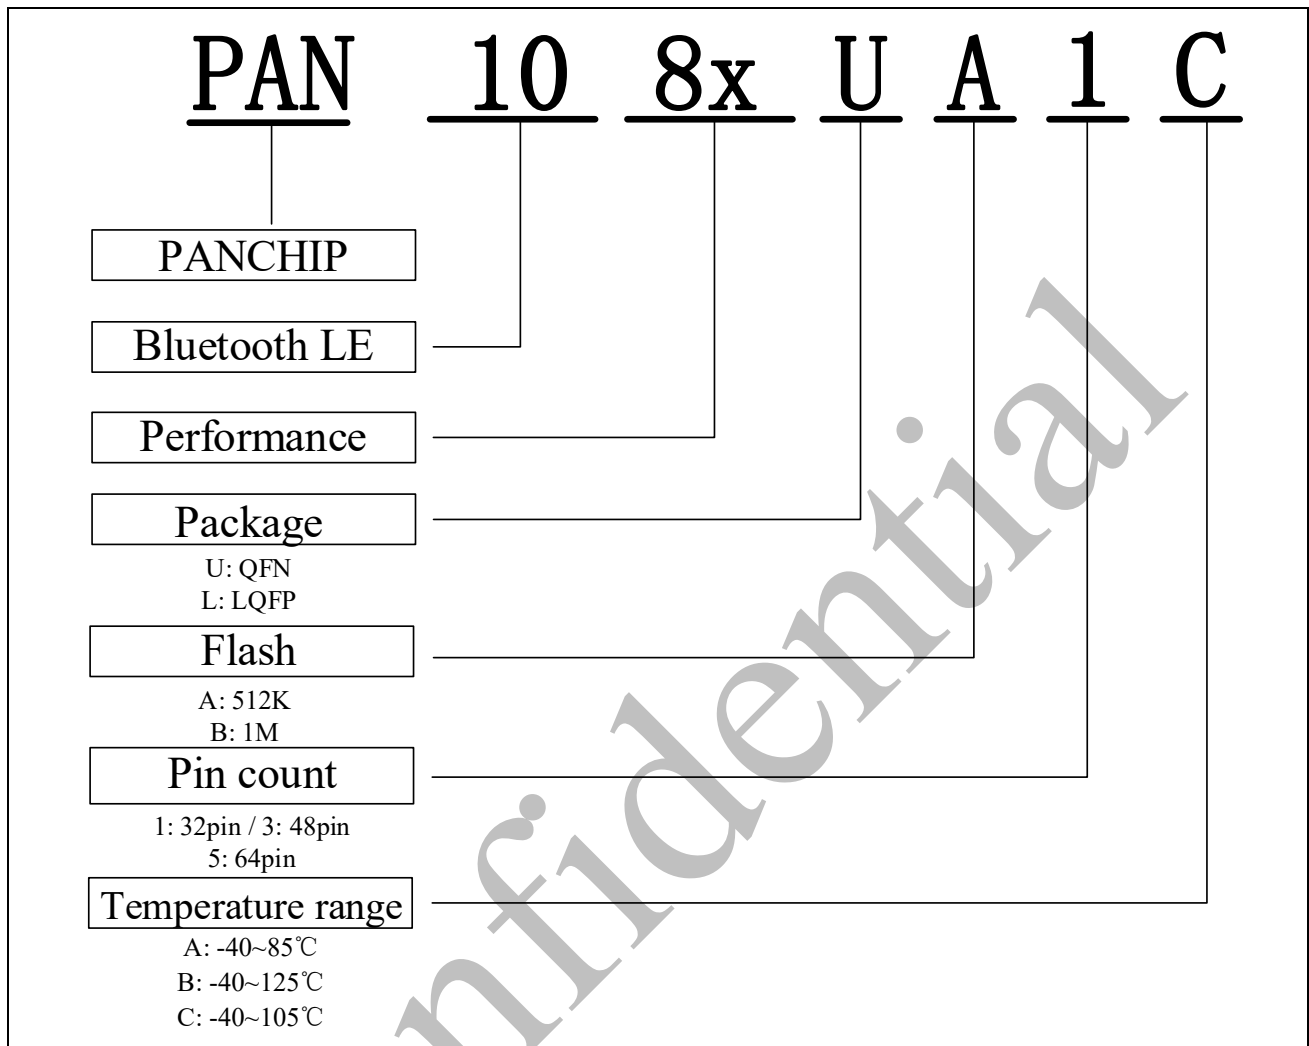 PAN 10 8x U A 1 C
PANCHIP
Bluetooth LE
Performance
Package
U: QFN
L: LQFP
Flash
A: 512K
B: 1M
Pin count
1: 32pin / 3: 48pin
5: 64pin
Temperature range
A: -40~85℃
B: -40~125℃
C: -40~105℃
nfidential